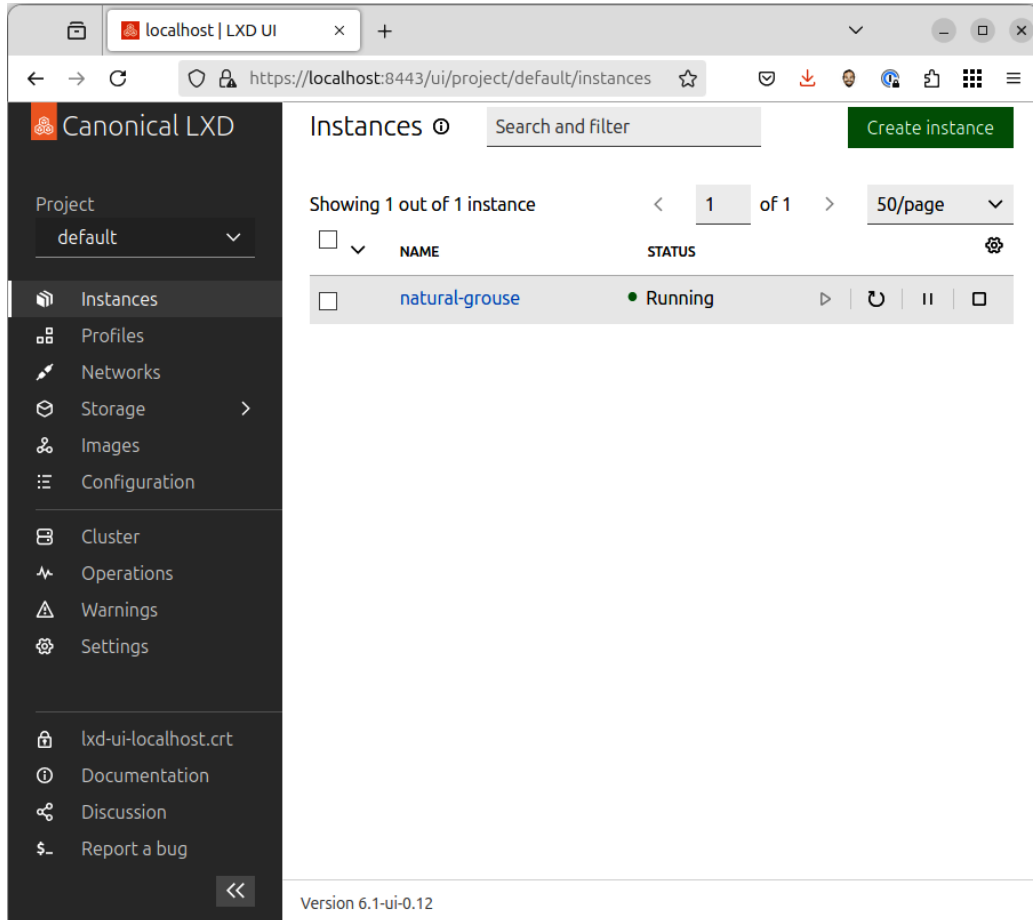 localhost | LXD UI
https://localhost:8443/ui/project/default/instances
Canonical LXD
Project
default
Instances
Profiles
Networks
Storage
Images
Configuration
Cluster
Operations
Warnings
Settings
lxd-ui-localhost.crt
Documentation
Discussion
$_ Report a bug
Instances Search and filter Create instance
Showing 1 out of 1 instance 1 of 1 50/page
NAME STATUS
natural-grouse Running
Version 6.1-ui-0.12